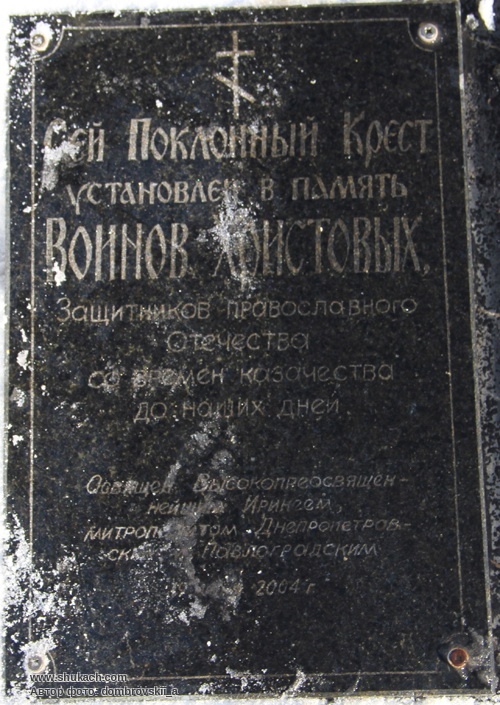 Сей Поклонный Крест
установлен в память
Воинов Христовых,
Защитников православного
Отечества
со времен казачества
до наших дней
Освящен Высокопреосвящен-
нейшим Иринеем,
митрополитом Днепропетров-
ским и Павлоградским
2004 г.
www.shukach.com
Автор фото: dombrovskii_a